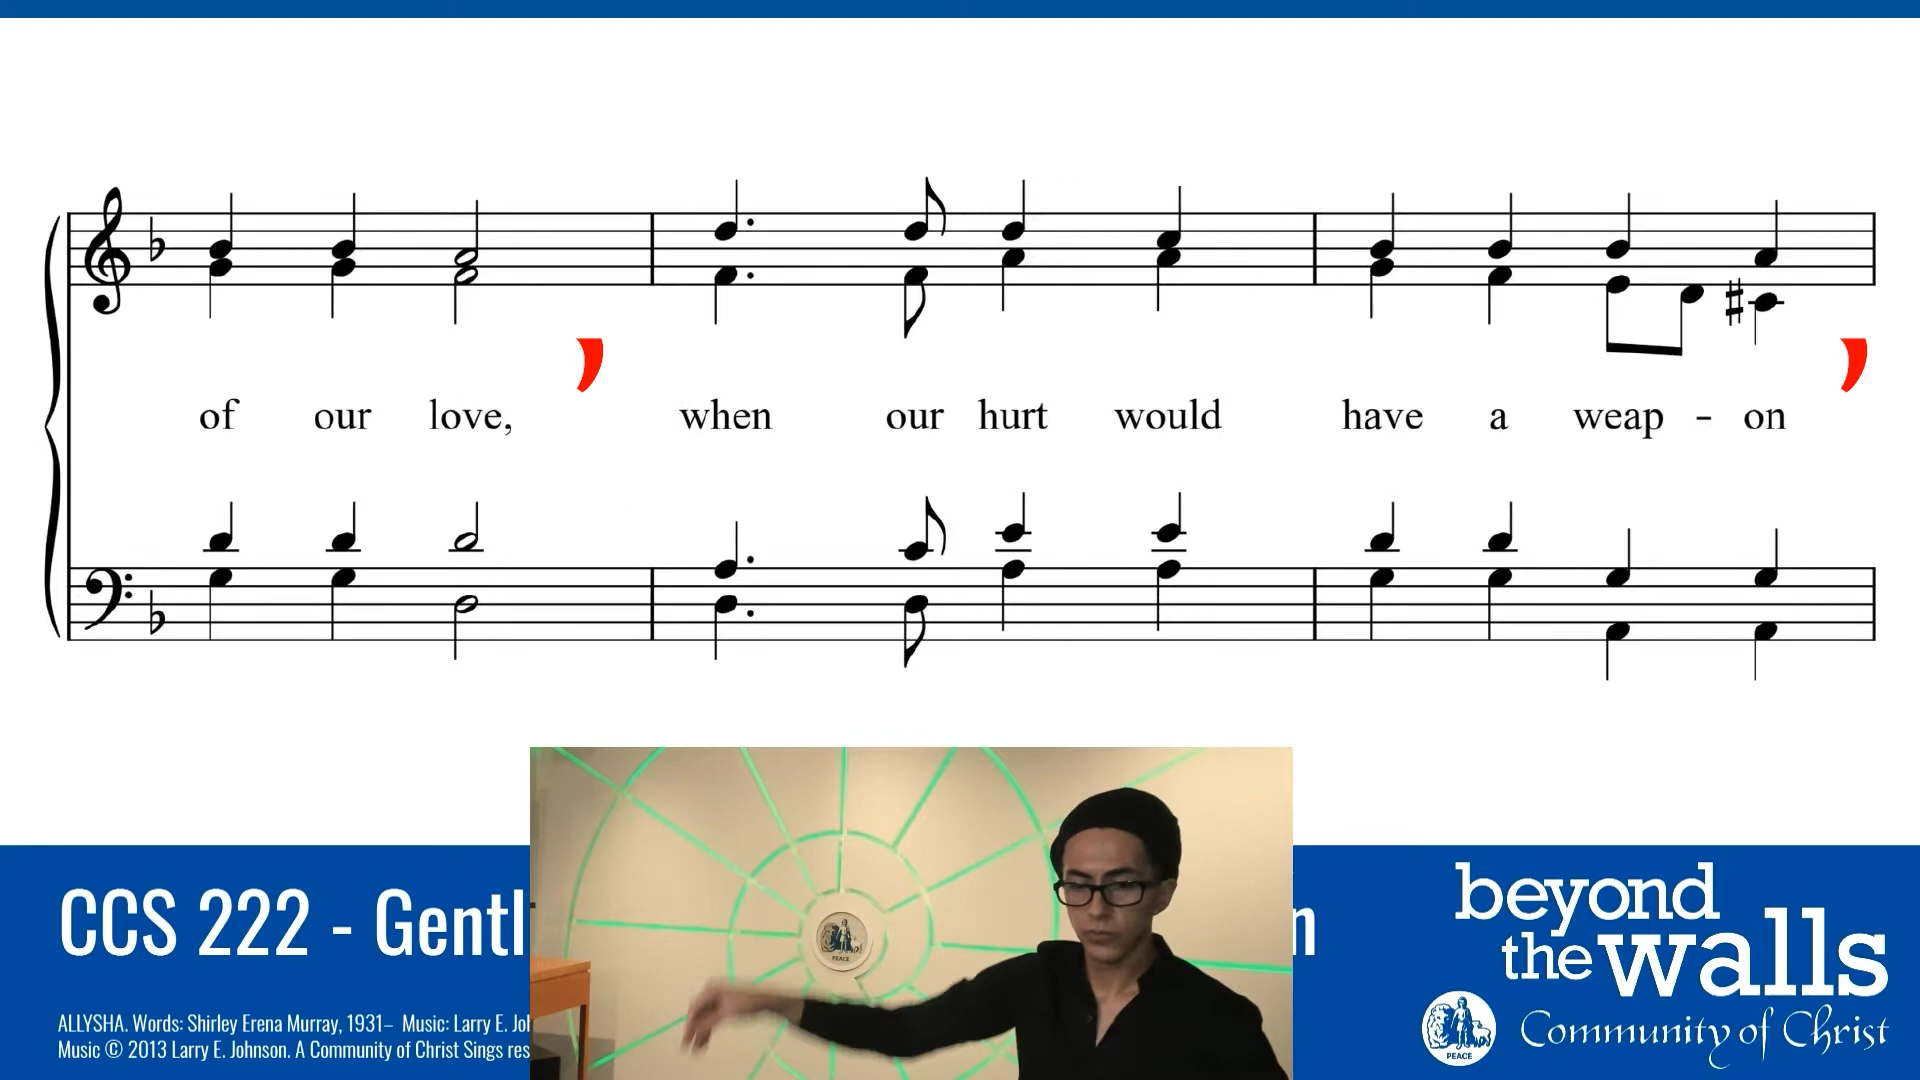 of our love, when our hurt would have a weap - on
CCS 222 - Gentl
n
ALLYSHA. Words: Shirley Erena Murray, 1931– Music: Larry E. Jo
Music © 2013 Larry E. Johnson. A Community of Christ Sings res
PEACE
beyond
the walls
PEACE
Community of Christ